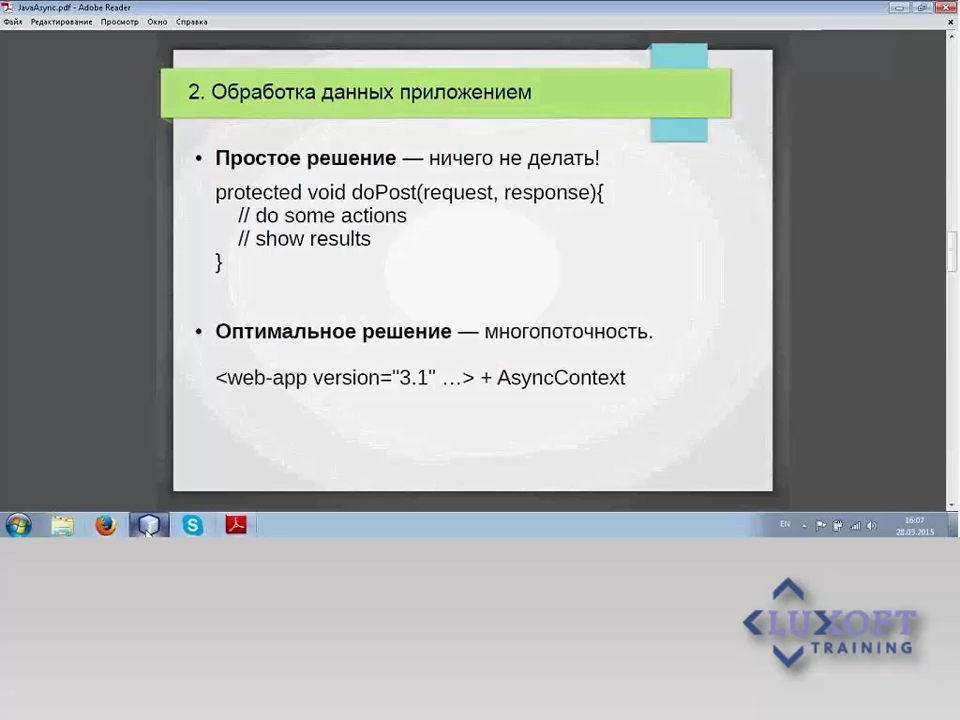 JavaAsync.pdf - Adobe Reader
Файл Редактирование Просмотр Окно Справка
2. Обработка данных приложением
• Простое решение — ничего не делать!
protected void doPost(request, response){
// do some actions
// show results
}
• Оптимальное решение — многопоточность.
<web-app version="3.1" …> + AsyncContext
EN
16:07
28.03.2015
LUXOFT
TRAINING